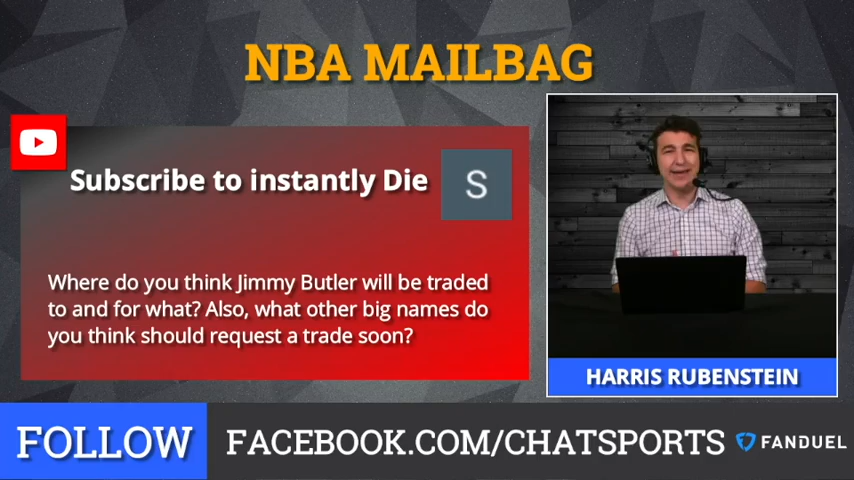 NBA MAILBAG
Subscribe to instantly Die
S
Where do you think Jimmy Butler will be traded
to and for what? Also, what other big names do
you think should request a trade soon?
HARRIS RUBENSTEIN
FOLLOW
FACEBOOK.COM/CHATSPORTS
FANDUEL